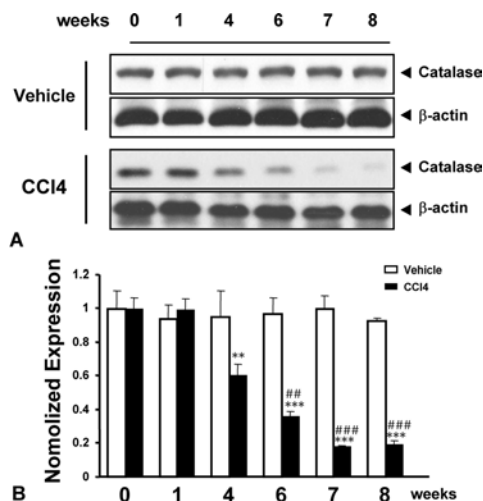 weeks 0 1 4 6 7 8
Vehicle
◄ Catalase
◄ β-actin
CCl4
◄ Catalase
◄ β-actin
A
Nomolized Expression
1.2
1
0.8
0.6
0.4
0.2
0
Vehicle
CCl4
**
##
***
###
***
###
***
B 0 1 4 6 7 8 weeks